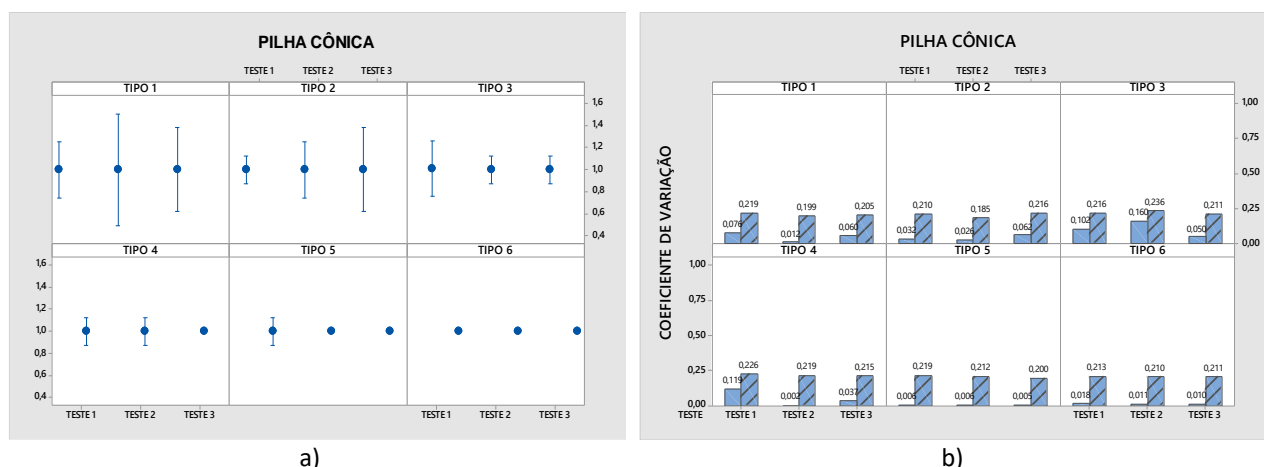 PILHA CÔNICA
TESTE 1 TESTE 2 TESTE 3
TIPO 1 TIPO 2 TIPO 3
1,6
1,4
1,2
1,0
0,8
0,6
0,4
TIPO 4 TIPO 5 TIPO 6
1,6
1,4
1,2
1,0
0,8
0,6
0,4
TESTE 1 TESTE 2 TESTE 3 TESTE 1 TESTE 2 TESTE 3
a)
PILHA CÔNICA
TESTE 1 TESTE 2 TESTE 3
COEFICIENTE DE VARIAÇÃO
TIPO 1 TIPO 2 TIPO 3
1,00
0,75
0,50
0,25
0,00
0,076 0,219 0,012 0,199 0,060 0,205
0,032 0,210 0,026 0,185 0,062 0,216
0,102 0,216 0,160 0,236 0,050 0,211
TIPO 4 TIPO 5 TIPO 6
1,00
0,75
0,50
0,25
0,00
0,119 0,226 0,002 0,219 0,037 0,215
0,006 0,219 0,006 0,212 0,005 0,200
0,018 0,213 0,011 0,210 0,010 0,211
TESTE TESTE 1 TESTE 2 TESTE 3 TESTE 1 TESTE 2 TESTE 3
b)